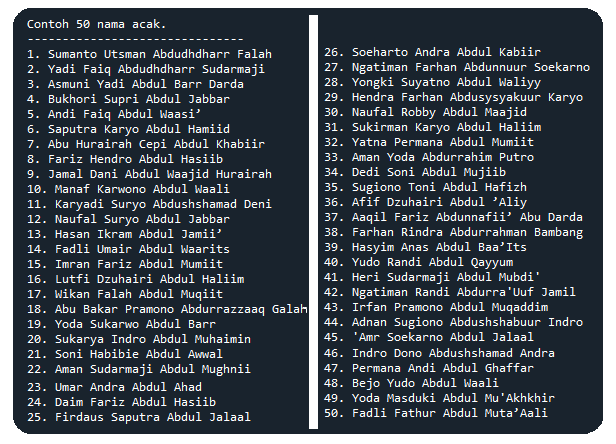 Contoh 50 nama acak.
-------------------------------
1. Sumanto Utsman Abdudhdharr Falah
2. Yadi Faiq Abdudhdharr Sudarmaji
3. Asmuni Yadi Abdul Barr Darda
4. Bukhori Supri Abdul Jabbar
5. Andi Faiq Abdul Waasi’
6. Saputra Karyo Abdul Hamiid
7. Abu Hurairah Cepi Abdul Khabiir
8. Fariz Hendro Abdul Hasiib
9. Jamal Dani Abdul Waajid Hurairah
10. Manaf Karwono Abdul Waali
11. Karyadi Suryo Abdushshamad Deni
12. Naufal Suryo Abdul Jabbar
13. Hasan Ikram Abdul Jamii’
14. Fadli Umair Abdul Waarits
15. Imran Fariz Abdul Mumiit
16. Lutfi Dzuhairi Abdul Haliim
17. Wikan Falah Abdul Muqiit
18. Abu Bakar Pramono Abdurrazzaaq Galah
19. Yoda Sukarwo Abdul Barr
20. Sukarya Indro Abdul Muhaimin
21. Soni Habibie Abdul Awwal
22. Aman Sudarmaji Abdul Mughnii
23. Umar Andra Abdul Ahad
24. Daim Fariz Abdul Hasiib
25. Firdaus Saputra Abdul Jalaal
26. Soeharto Andra Abdul Kabiir
27. Ngatiman Farhan Abdunnuur Soekarno
28. Yongki Suyatno Abdul Waliyy
29. Hendra Farhan Abdusysyakuur Karyo
30. Naufal Robby Abdul Maajid
31. Sukirman Karyo Abdul Haliim
32. Yatna Permana Abdul Mumiit
33. Aman Yoda Abdurrahim Putro
34. Dedi Soni Abdul Mujiib
35. Sugiono Toni Abdul Hafizh
36. Afif Dzuhairi Abdul ’Aliy
37. Aaqil Fariz Abdunnafii’ Abu Darda
38. Farhan Rindra Abdurrahman Bambang
39. Hasyim Anas Abdul Baa’Its
40. Yudo Randi Abdul Qayyum
41. Heri Sudarmaji Abdul Mubdi'
42. Ngatiman Randi Abdurra'Uuf Jamil
43. Irfan Pramono Abdul Muqaddim
44. Adnan Sugiono Abdushshabuur Indro
45. 'Amr Soekarno Abdul Jalaal
46. Indro Dono Abdushshamad Andra
47. Permana Andi Abdul Ghaffar
48. Bejo Yudo Abdul Waali
49. Yoda Masduki Abdul Mu'Akhkhir
50. Fadli Fathur Abdul Muta’Aali